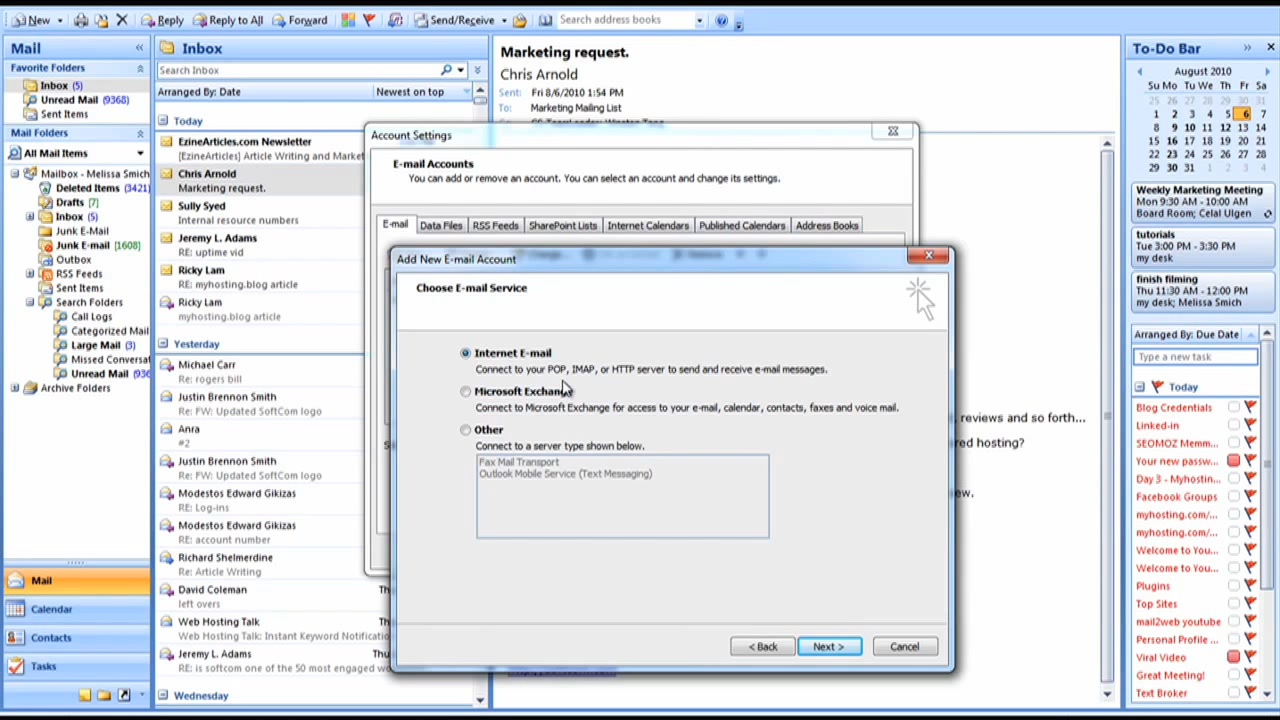 New
Reply
Reply to All
Forward
Send/Receive
Search address books
Mail
Favorite Folders
Inbox (5)
Unread Mail (9368)
Sent Items
Mail Folders
All Mail Items
Mailbox - Melissa Smich
Deleted Items (3421)
Drafts [7]
Inbox (5)
Junk E-Mail
Junk E-mail [1608]
Outbox
RSS Feeds
Sent Items
Search Folders
Call Logs
Categorized Mail
Large Mail (3)
Missed Conversat
Unread Mail (936
Archive Folders
Mail
Calendar
Contacts
Tasks
Inbox
Search Inbox
Arranged By: Date
Newest on top
Today
EzineArticles.com Newsletter
[EzineArticles] Article Writing and Market
Chris Arnold
Marketing request.
Sully Syed
Internal resource numbers
Jeremy L. Adams
RE: uptime vid
Ricky Lam
RE: myhosting.blog article
Ricky Lam
myhosting.blog article
Yesterday
Michael Carr
Re: rogers bill
Justin Brennon Smith
Re: FW: Updated SoftCom logo
Anra
#2
Justin Brennon Smith
Re: FW: Updated SoftCom logo
Modestos Edward Gikizas
RE: Log-ins
Modestos Edward Gikizas
RE: account number
Richard Shelmerdine
Re: Article Writing
David Coleman
Th
left overs
Web Hosting Talk
Th
Web Hosting Talk: Instant Keyword Notificatio
Jeremy L. Adams
Thu
RE: is softcom one of the 50 most engaged wo
Wednesday
Marketing request.
Chris Arnold
Sent: Fri 8/6/2010 1:54 PM
To: Marketing Mailing List
, reviews and so forth...
red hosting?
ew.
Account Settings
E-mail Accounts
You can add or remove an account. You can select an account and change its settings.
E-mail
Data Files
RSS Feeds
SharePoint Lists
Internet Calendars
Published Calendars
Address Books
Add New E-mail Account
Choose E-mail Service
Internet E-mail
Connect to your POP, IMAP, or HTTP server to send and receive e-mail messages.
Microsoft Exchange
Connect to Microsoft Exchange for access to your e-mail, calendar, contacts, faxes and voice mail.
Other
Connect to a server type shown below.
Fax Mail Transport
Outlook Mobile Service (Text Messaging)
< Back
Next >
Cancel
To-Do Bar
August 2010
Su Mo Tu We Th Fr Sa
25 26 27 28 29 30 31
1 2 3 4 5 6 7
8 9 10 11 12 13 14
15 16 17 18 19 20 21
22 23 24 25 26 27 28
29 30 31 1 2 3 4
Weekly Marketing Meeting
Mon 9:30 AM - 10:00 AM
Board Room; Celal Ulgen
tutorials
Tue 3:00 PM - 3:30 PM
my desk
finish filming
Thu 11:30 AM - 12:00 PM
my desk; Melissa Smich
Arranged By: Due Date
Type a new task
Today
Blog Credentials
Linked-in
SEOMOZ Memm...
Your new passw...
Day 3 - Myhostin...
Facebook Groups
myhosting.com/...
myhosting.com/...
Welcome to You...
Welcome to You...
Plugins
Top Sites
mail2web youtube
Personal Profile ...
Viral Video
Great Meeting!
Text Broker